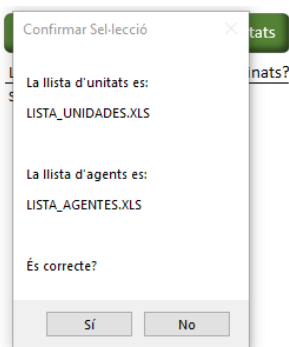 Confirmar Sel·lecció
tats
inats?
La llista d'unitats es:
LISTA_UNIDADES.XLS
La llista d'agents es:
LISTA_AGENTES.XLS
És correcte?
Sí
No